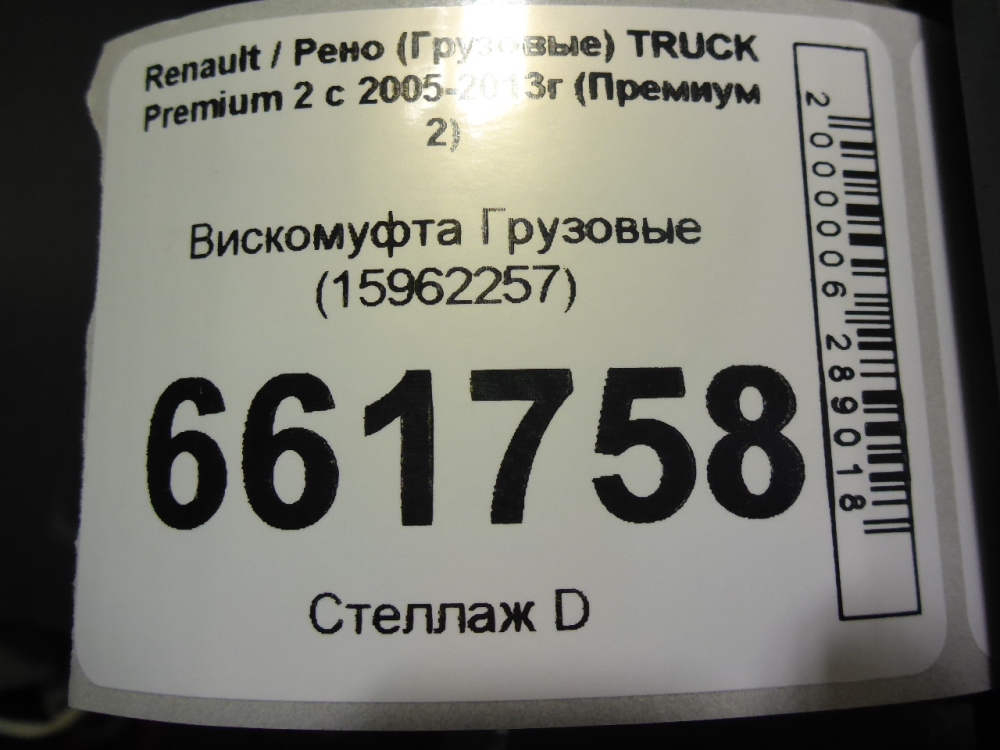 Renault / Рено (Грузовые) TRUCK
Premium 2 с 2005-2013г (Премиум
2)
Вискомуфта Грузовые
(15962257)
661758
Стеллаж D
2000006289018